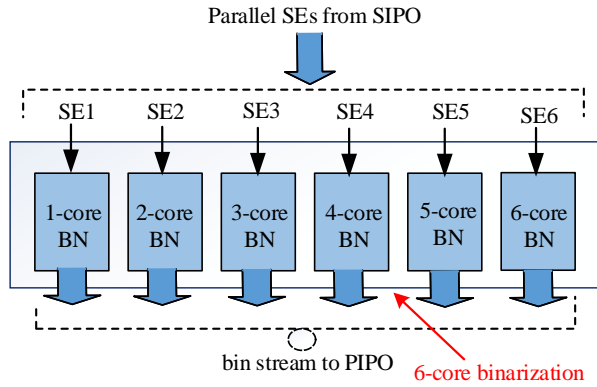 Parallel SEs from SIPO
SE1 SE2 SE3 SE4 SE5 SE6
1-core BN
2-core BN
3-core BN
4-core BN
5-core BN
6-core BN
bin stream to PIPO
6-core binarization